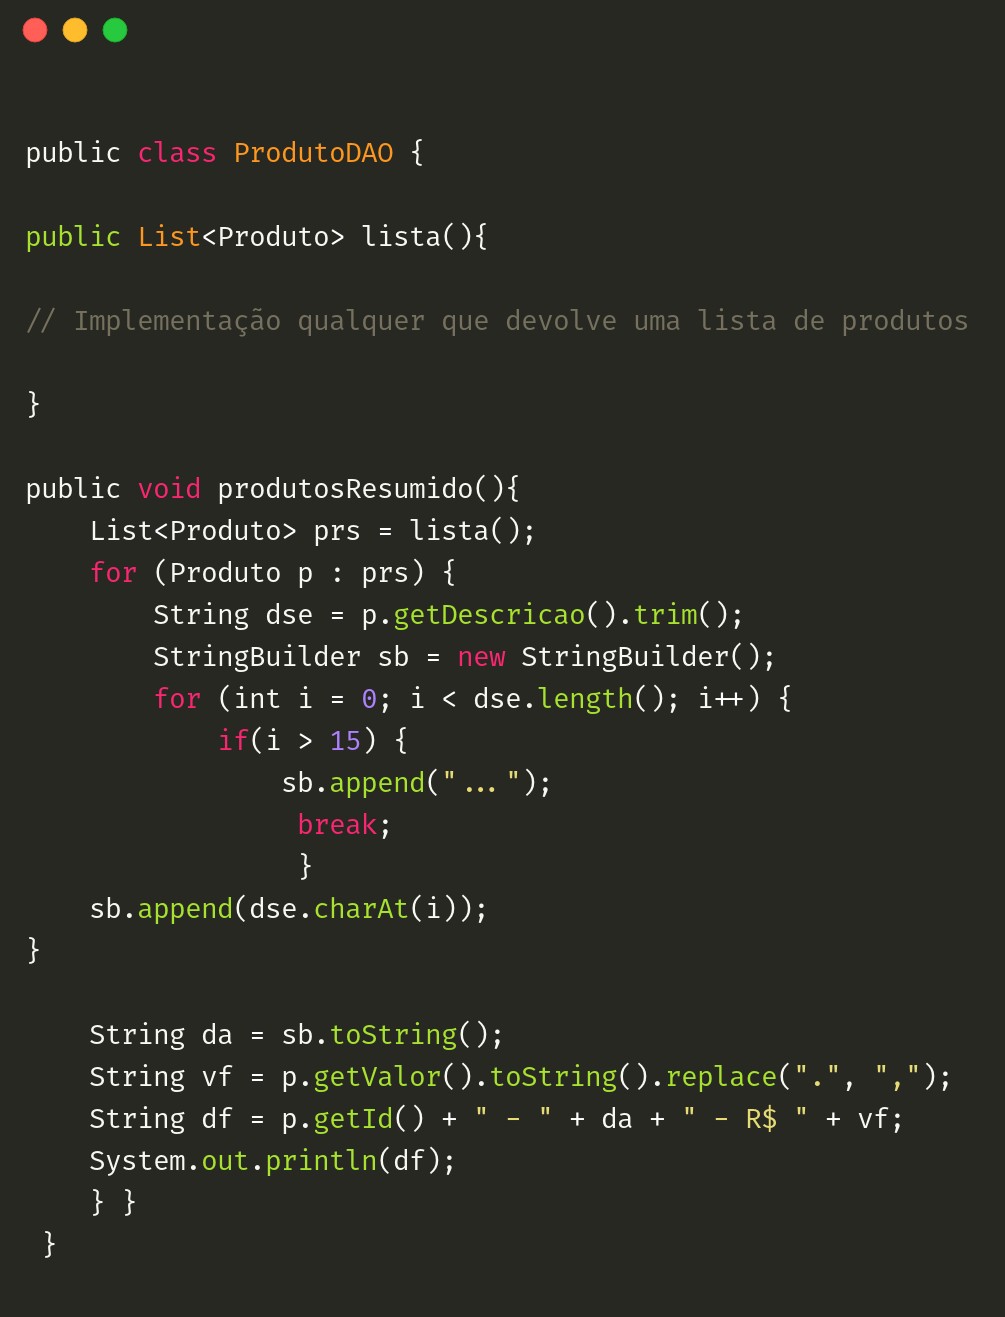 public class ProdutoDAO {
public List<Produto> lista(){
// Implementação qualquer que devolve uma lista de produtos
}
public void produtosResumido(){
    List<Produto> prs = lista();
    for (Produto p : prs) {
        String dse = p.getDescricao().trim();
        StringBuilder sb = new StringBuilder();
        for (int i = 0; i < dse.length(); i++) {
            if(i > 15) {
                sb.append("...");
                 break;
                 }
    sb.append(dse.charAt(i));
}
    String da = sb.toString();
    String vf = p.getValor().toString().replace(".", ",");
    String df = p.getId() + " - " + da + " - R$ " + vf;
    System.out.println(df);
    } }
 }